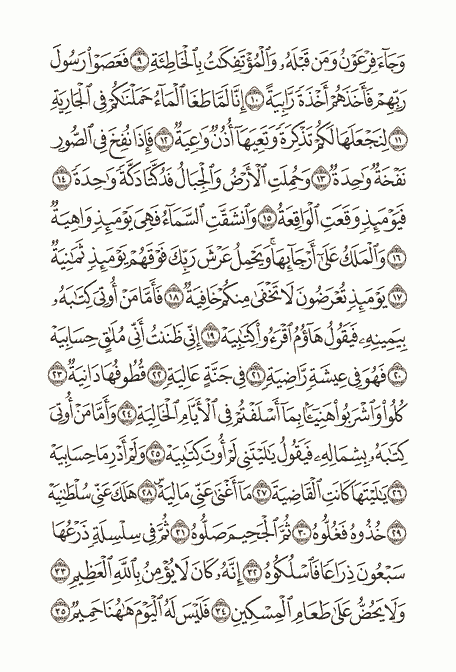 وَجَآءَ فِرْعَوْنُ وَمَن قَبْلَهُۥ وَٱلْمُؤْتَفِكَٰتُ بِٱلْخَاطِئَةِ ٩ فَعَصَوْا۟ رَسُولَ
رَبِّهِمْ فَأَخَذَهُمْ أَخْذَةً رَّابِيَةً ١٠ إِنَّا لَمَّا طَغَا ٱلْمَآءُ حَمَلْنَٰكُمْ فِى ٱلْجَارِيَةِ
١١ لِنَجْعَلَهَا لَكُمْ تَذْكِرَةً وَتَعِيَهَآ أُذُنٌ وَٰعِيَةٌ ١٢ فَإِذَا نُفِخَ فِى ٱلصُّورِ
نَفْخَةٌ وَٰحِدَةٌ ١٣ وَحُمِلَتِ ٱلْأَرْضُ وَٱلْجِبَالُ فَدُكَّتَا دَكَّةً وَٰحِدَةً ١٤
فَيَوْمَئِذٍ وَقَعَتِ ٱلْوَاقِعَةُ ١٥ وَٱنشَقَّتِ ٱلسَّمَآءُ فَهِىَ يَوْمَئِذٍ وَاهِيَةٌ
١٦ وَٱلْمَلَكُ عَلَىٰٓ أَرْجَآئِهَا ۚ وَيَحْمِلُ عَرْشَ رَبِّكَ فَوْقَهُمْ يَوْمَئِذٍ ثَمَٰنِيَةٌ
١٧ يَوْمَئِذٍ تُعْرَضُونَ لَا تَخْفَىٰ مِنكُمْ خَافِيَةٌ ١٨ فَأَمَّا مَنْ أُوتِىَ كِتَٰبَهُۥ
بِيَمِينِهِۦ فَيَقُولُ هَآؤُمُ ٱقْرَءُوا۟ كِتَٰبِيَهْ ١٩ إِنِّى ظَنَنتُ أَنِّى مُلَٰقٍ حِسَابِيَهْ
٢٠ فَهُوَ فِى عِيشَةٍ رَّاضِيَةٍ ٢١ فِى جَنَّةٍ عَالِيَةٍ ٢٢ قُطُوفُهَا دَانِيَةٌ ٢٣
كُلُوا۟ وَٱشْرَبُوا۟ هَنِيٓـًٔۢا بِمَآ أَسْلَفْتُمْ فِى ٱلْأَيَّامِ ٱلْخَالِيَةِ ٢٤ وَأَمَّا مَنْ أُوتِىَ
كِتَٰبَهُۥ بِشِمَالِهِۦ فَيَقُولُ يَٰلَيْتَنِى لَمْ أُوتَ كِتَٰبِيَهْ ٢٥ وَلَمْ أَدْرِ مَا حِسَابِيَهْ
٢٦ يَٰلَيْتَهَا كَانَتِ ٱلْقَاضِيَةَ ٢٧ مَآ أَغْنَىٰ عَنِّى مَالِيَهْ ۜ ٢٨ هَلَكَ عَنِّى سُلْطَٰنِيَهْ
٢٩ خُذُوهُ فَغُلُّوهُ ٣٠ ثُمَّ ٱلْجَحِيمَ صَلُّوهُ ٣١ ثُمَّ فِى سِلْسِلَةٍ ذَرْعُهَا
سَبْعُونَ ذِرَاعًا فَٱسْلُكُوهُ ٣٢ إِنَّهُۥ كَانَ لَا يُؤْمِنُ بِٱللَّهِ ٱلْعَظِيمِ ٣٣
وَلَا يَحُضُّ عَلَىٰ طَعَامِ ٱلْمِسْكِينِ ٣٤ فَلَيْسَ لَهُ ٱلْيَوْمَ هَٰهُنَا حَمِيمٌ ٣٥